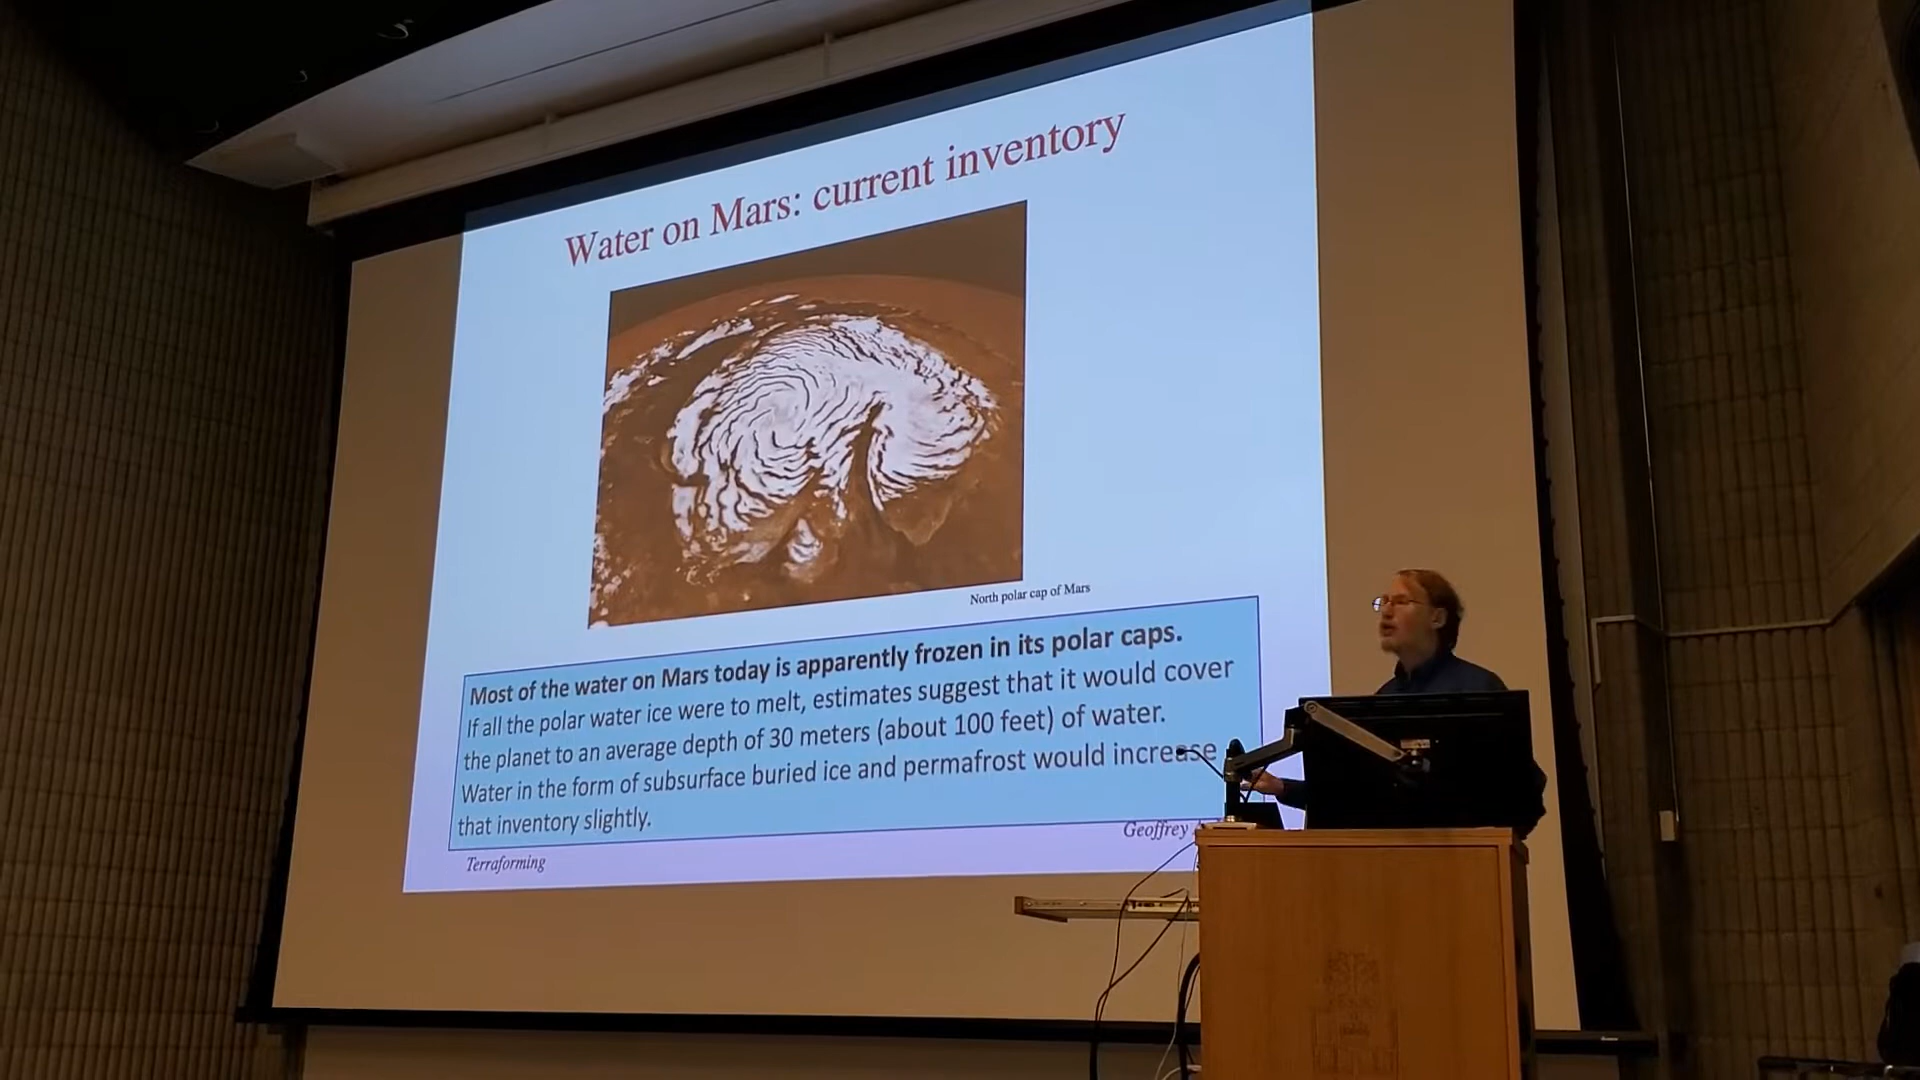 Water on Mars: current inventory
North polar cap of Mars
Most of the water on Mars today is apparently frozen in its polar caps.
If all the polar water ice were to melt, estimates suggest that it would cover
the planet to an average depth of 30 meters (about 100 feet) of water.
Water in the form of subsurface buried ice and permafrost would increase
that inventory slightly.
Terraforming
Geoffrey